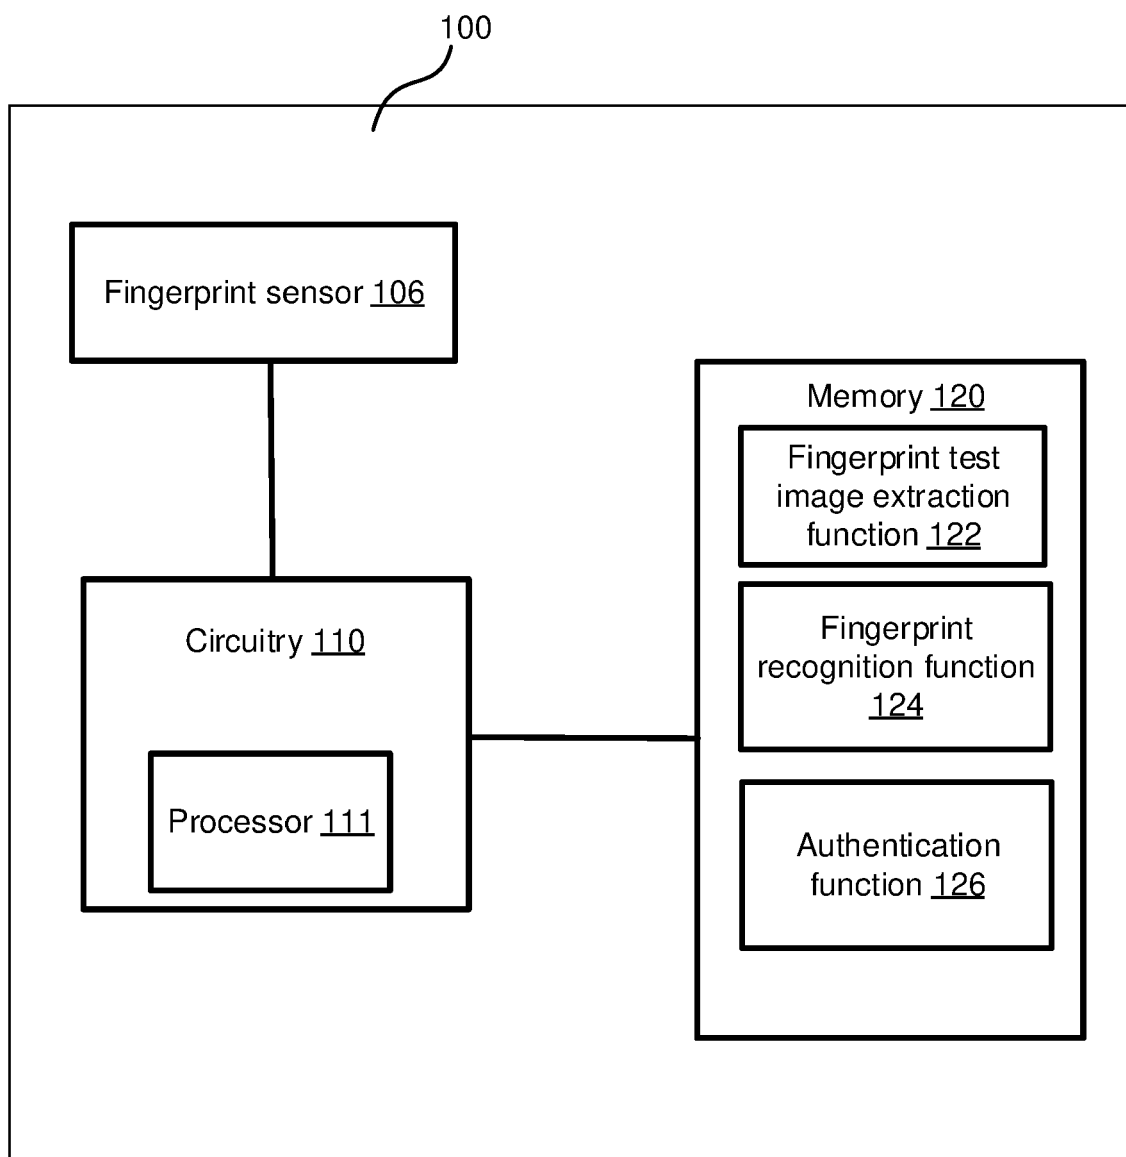 100
Fingerprint sensor 106
Memory 120
Fingerprint test
image extraction
function 122
Fingerprint
recognition function
124
Authentication
function 126
Circuitry 110
Processor 111